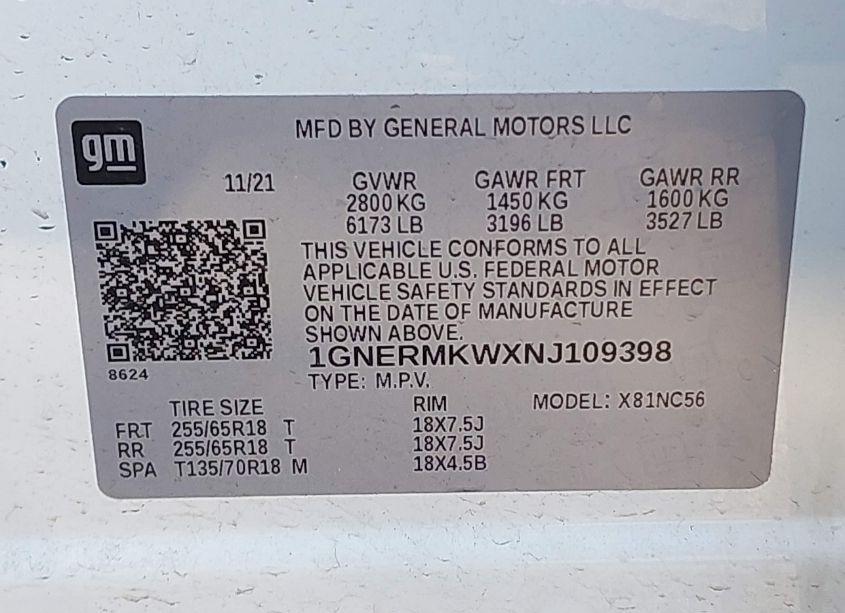 gm
MFD BY GENERAL MOTORS LLC
11/21 GVWR GAWR FRT GAWR RR
2800 KG 1450 KG 1600 KG
6173 LB 3196 LB 3527 LB
THIS VEHICLE CONFORMS TO ALL
APPLICABLE U.S. FEDERAL MOTOR
VEHICLE SAFETY STANDARDS IN EFFECT
ON THE DATE OF MANUFACTURE
SHOWN ABOVE.
1GNERMKWXNJ109398
8624
TYPE: M.P.V.
TIRE SIZE RIM MODEL: X81NC56
FRT 255/65R18 T 18X7.5J
RR 255/65R18 T 18X7.5J
SPA T135/70R18 M 18X4.5B